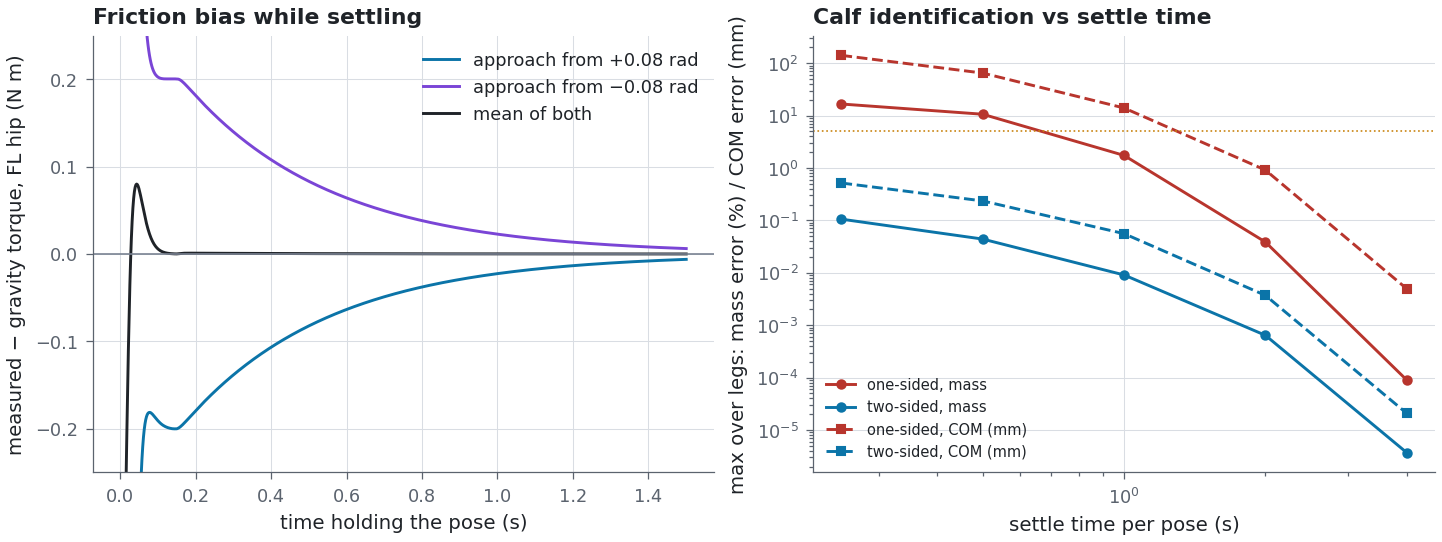 Friction bias while settling
measured − gravity torque, FL hip (N m)
0.2
0.1
0.0
−0.1
−0.2
approach from +0.08 rad
approach from −0.08 rad
mean of both
0.0 0.2 0.4 0.6 0.8 1.0 1.2 1.4
time holding the pose (s)
Calf identification vs settle time
max over legs: mass error (%) / COM error (mm)
10²
10¹
10⁰
10⁻¹
10⁻²
10⁻³
10⁻⁴
10⁻⁵
one-sided, mass
two-sided, mass
one-sided, COM (mm)
two-sided, COM (mm)
10⁰
settle time per pose (s)